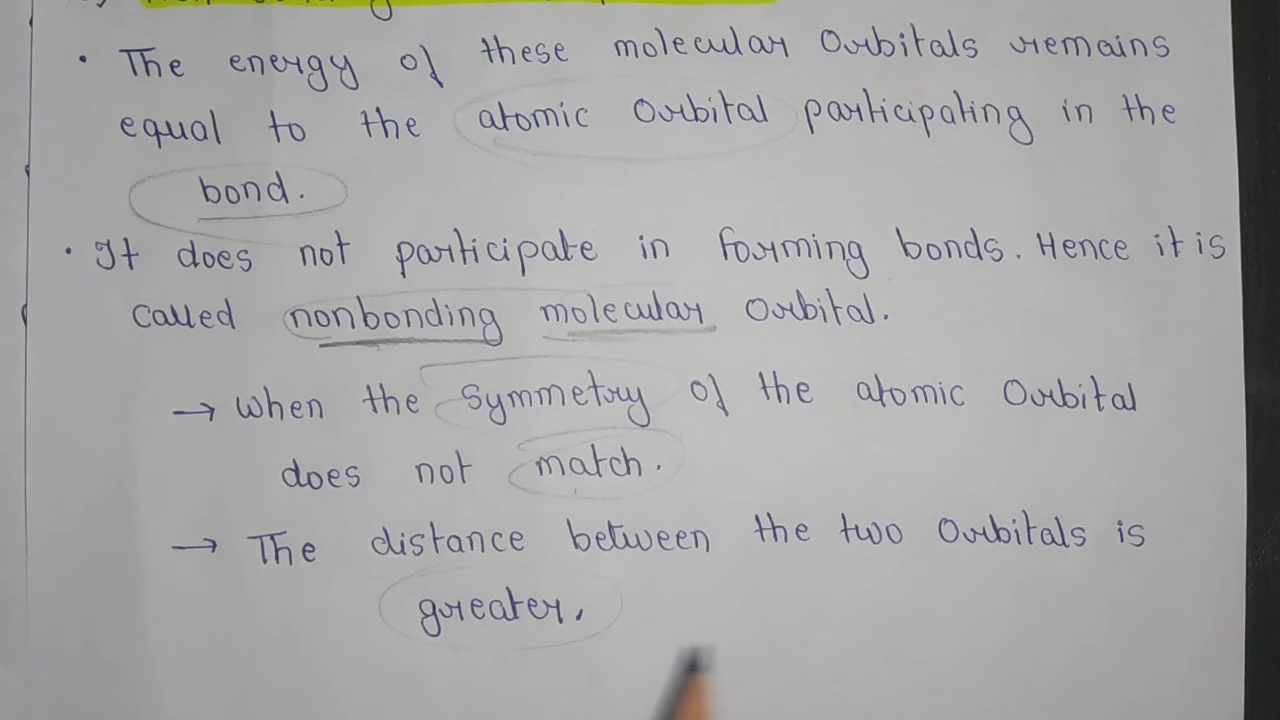 • The energy of these molecular Orbitals remains
equal to the atomic Orbital participating in the
bond.
• It does not participate in forming bonds. Hence it is
called nonbonding molecular Orbital.
→ When the Symmetry of the atomic Orbital
does not match.
→ The distance between the two Orbitals is
greater.